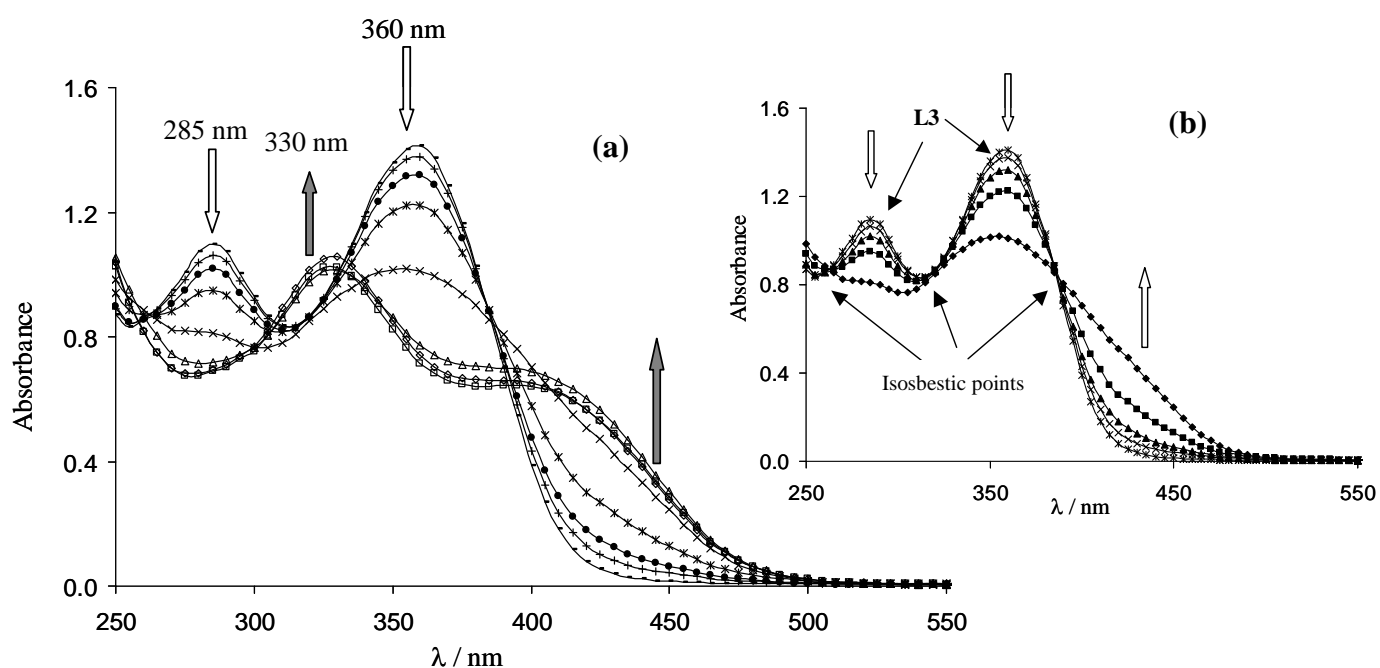 360 nm
285 nm
330 nm
(a)
1.6
1.2
0.8
0.4
0.0
Absorbance
250 300 350 400 450 500 550
λ / nm
(b)
L3
1.6
1.2
0.8
0.4
0.0
Absorbance
Isosbestic points
250 350 450 550
λ / nm